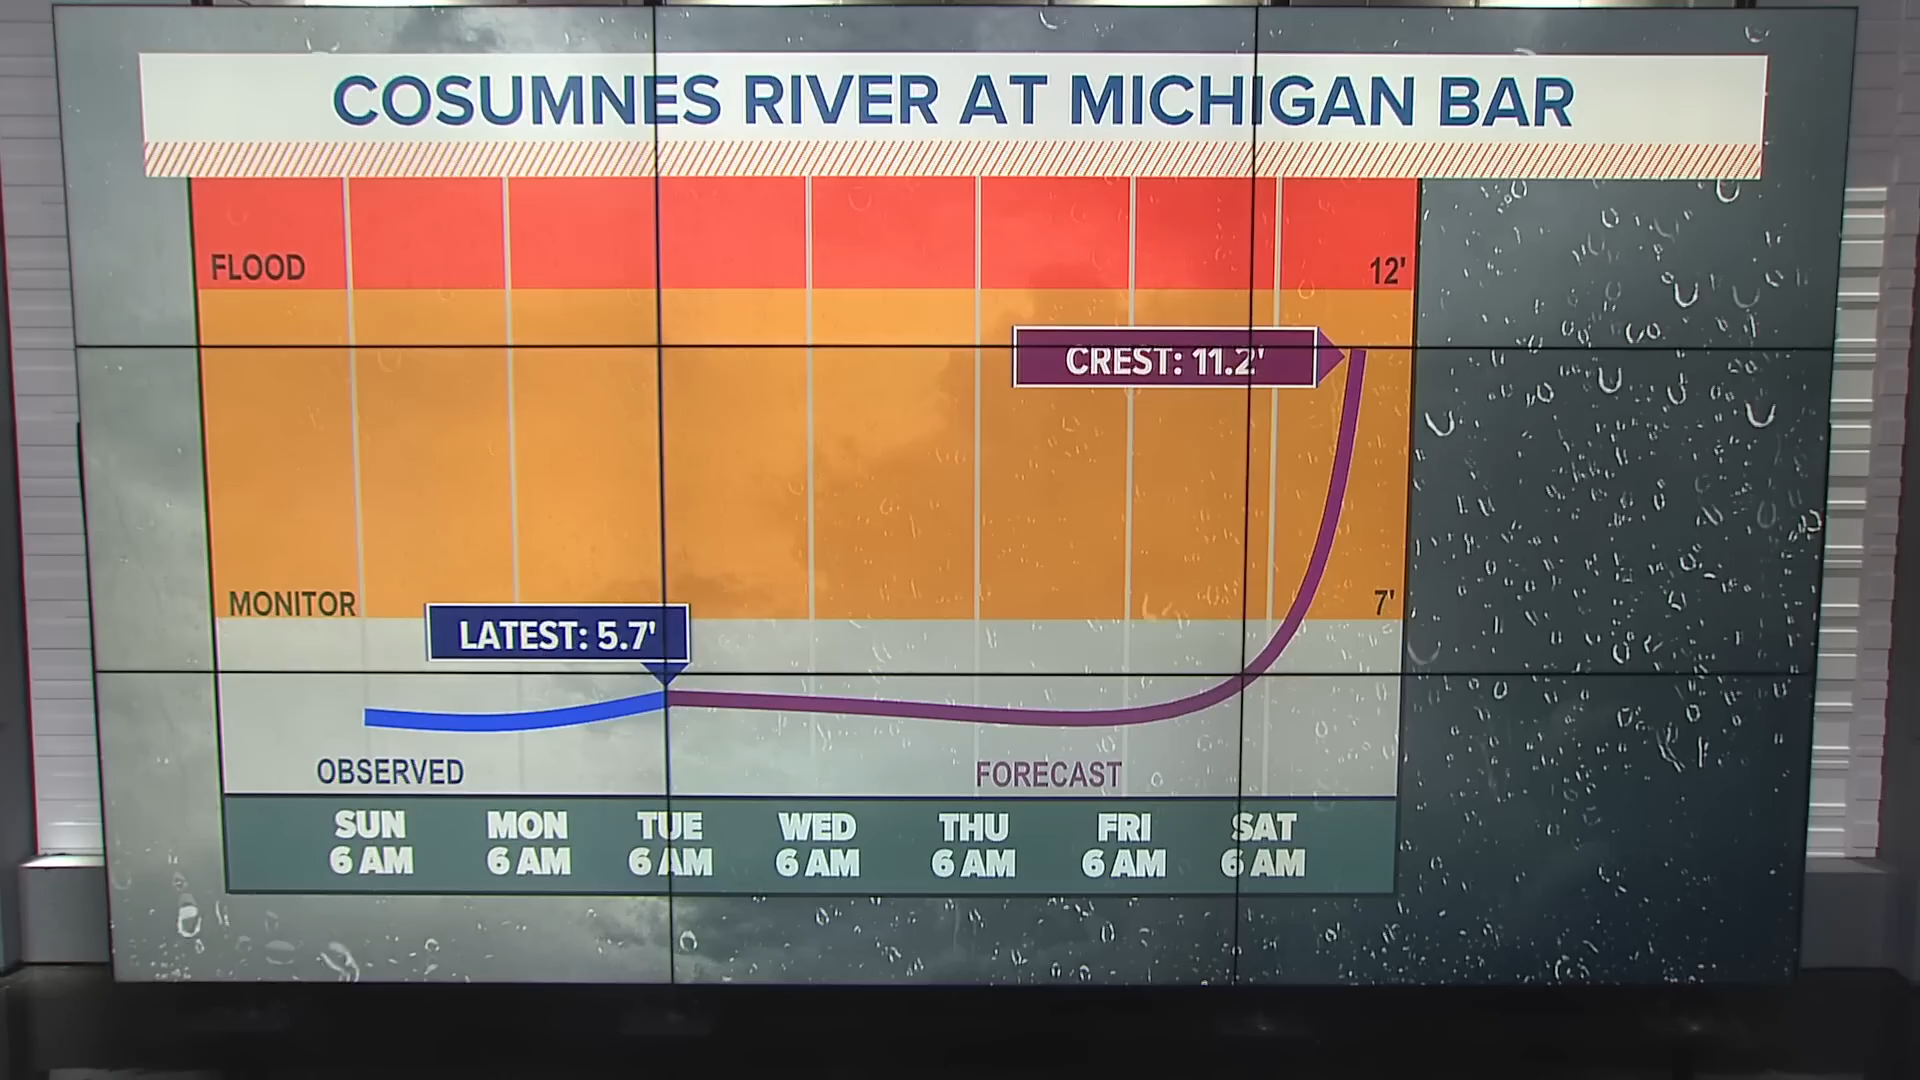 COSUMNES RIVER AT MICHIGAN BAR
FLOOD
12'
CREST: 11.2'
MONITOR
7'
LATEST: 5.7'
OBSERVED
FORECAST
SUN MON TUE WED THU FRI SAT
6 AM 6 AM 6 AM 6 AM 6 AM 6 AM 6 AM